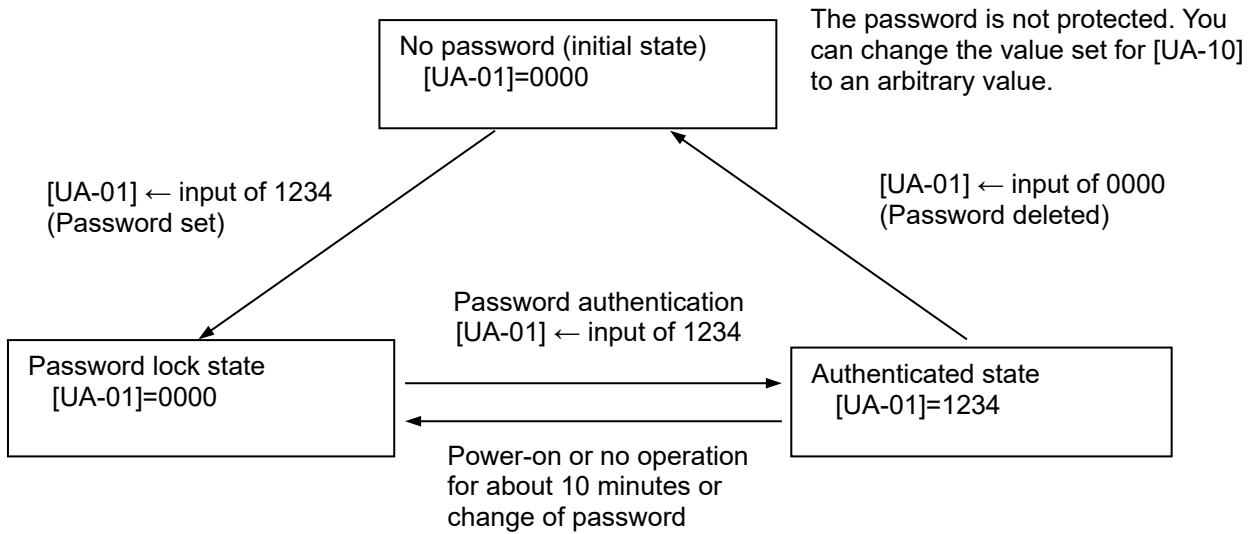 The password is not protected. You
can change the value set for [UA-10]
to an arbitrary value.
No password (initial state)
[UA-01]=0000
[UA-01] ← input of 1234
(Password set)
[UA-01] ← input of 0000
(Password deleted)
Password authentication
[UA-01] ← input of 1234
Password lock state
[UA-01]=0000
Authenticated state
[UA-01]=1234
Power-on or no operation
for about 10 minutes or
change of password